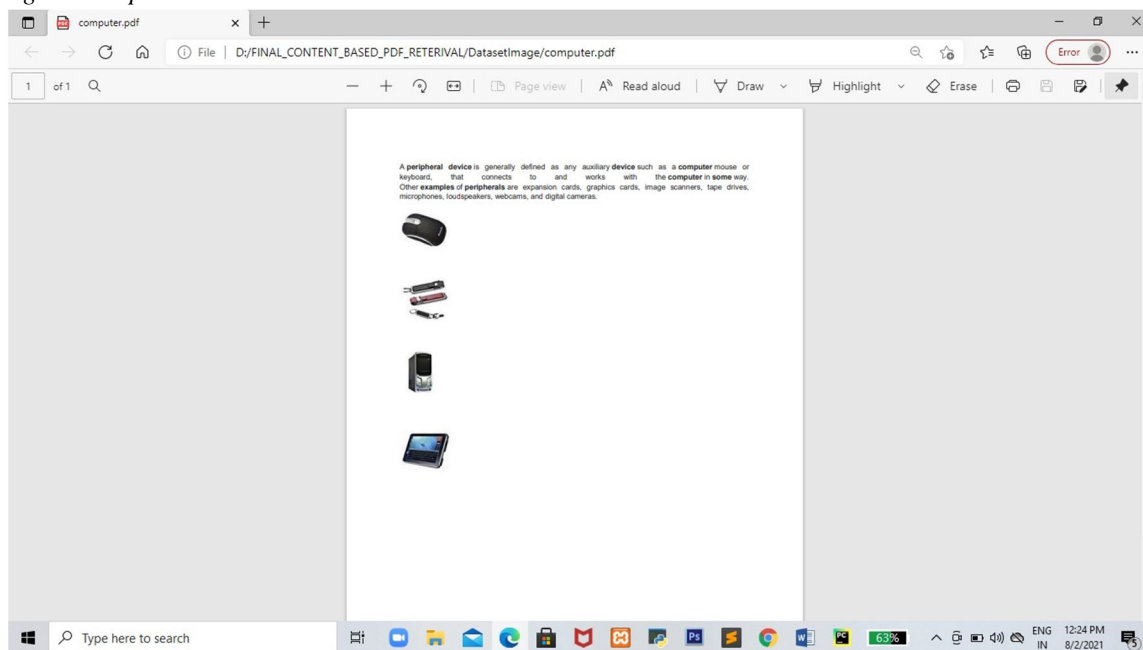 computer.pdf
File | D:/FINAL_CONTENT_BASED_PDF_RETERIVAL/DatasetImage/computer.pdf
Error
1 of 1
Page view | Read aloud | Draw Highlight Erase
A peripheral device is generally defined as any auxiliary device such as a computer mouse or
keyboard, that connects to and works with the computer in some way.
Other examples of peripherals are expansion cards, graphics cards, image scanners, tape drives,
microphones, loudspeakers, webcams, and digital cameras.
Type here to search
Ps
W
PC
63%
ENG
IN
12:24 PM
8/2/2021
5